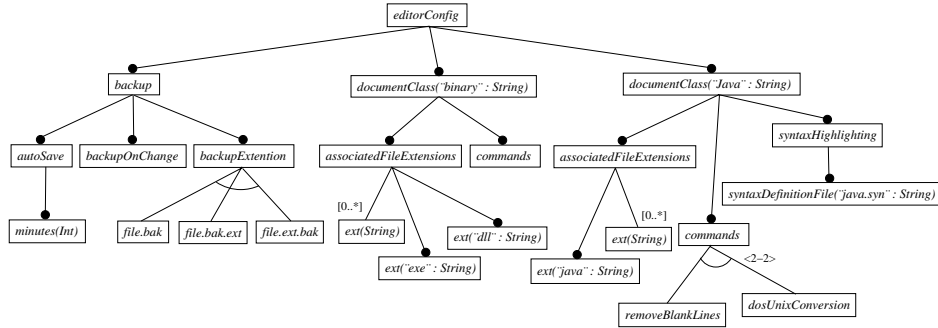 editorConfig
backup
documentClass("binary" : String)
documentClass("Java" : String)
autoSave
backupOnChange
backupExtention
associatedFileExtensions
commands
associatedFileExtensions
syntaxHighlighting
syntaxDefinitionFile("java.syn" : String)
minutes(Int)
file.bak
file.bak.ext
file.ext.bak
[0..*]
ext(String)
ext("exe" : String)
ext("dll" : String)
ext("java" : String)
[0..*]
ext(String)
commands
<2−2>
removeBlankLines
dosUnixConversion